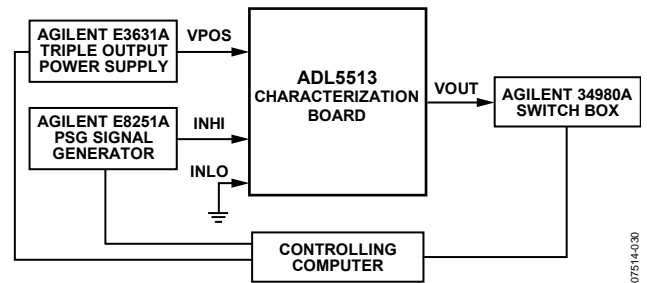 AGILENT E3631A
TRIPLE OUTPUT
POWER SUPPLY
VPOS
AGILENT E8251A
PSG SIGNAL
GENERATOR
INHI
INLO
ADL5513
CHARACTERIZATION
BOARD
VOUT
AGILENT 34980A
SWITCH BOX
CONTROLLING
COMPUTER
07514-030